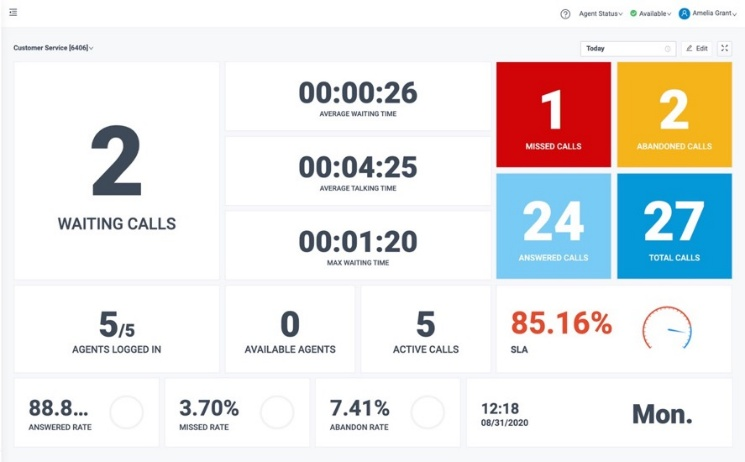 Agent Status
Available
Amelia Grant
Customer Service [6406]
Today
Edit
2
WAITING CALLS
00:00:26
AVERAGE WAITING TIME
00:04:25
AVERAGE TALKING TIME
00:01:20
MAX WAITING TIME
1
MISSED CALLS
2
ABANDONED CALLS
24
ANSWERED CALLS
27
TOTAL CALLS
5/5
AGENTS LOGGED IN
0
AVAILABLE AGENTS
5
ACTIVE CALLS
85.16%
SLA
88.8...
ANSWERED RATE
3.70%
MISSED RATE
7.41%
ABANDON RATE
12:18
08/31/2020
Mon.